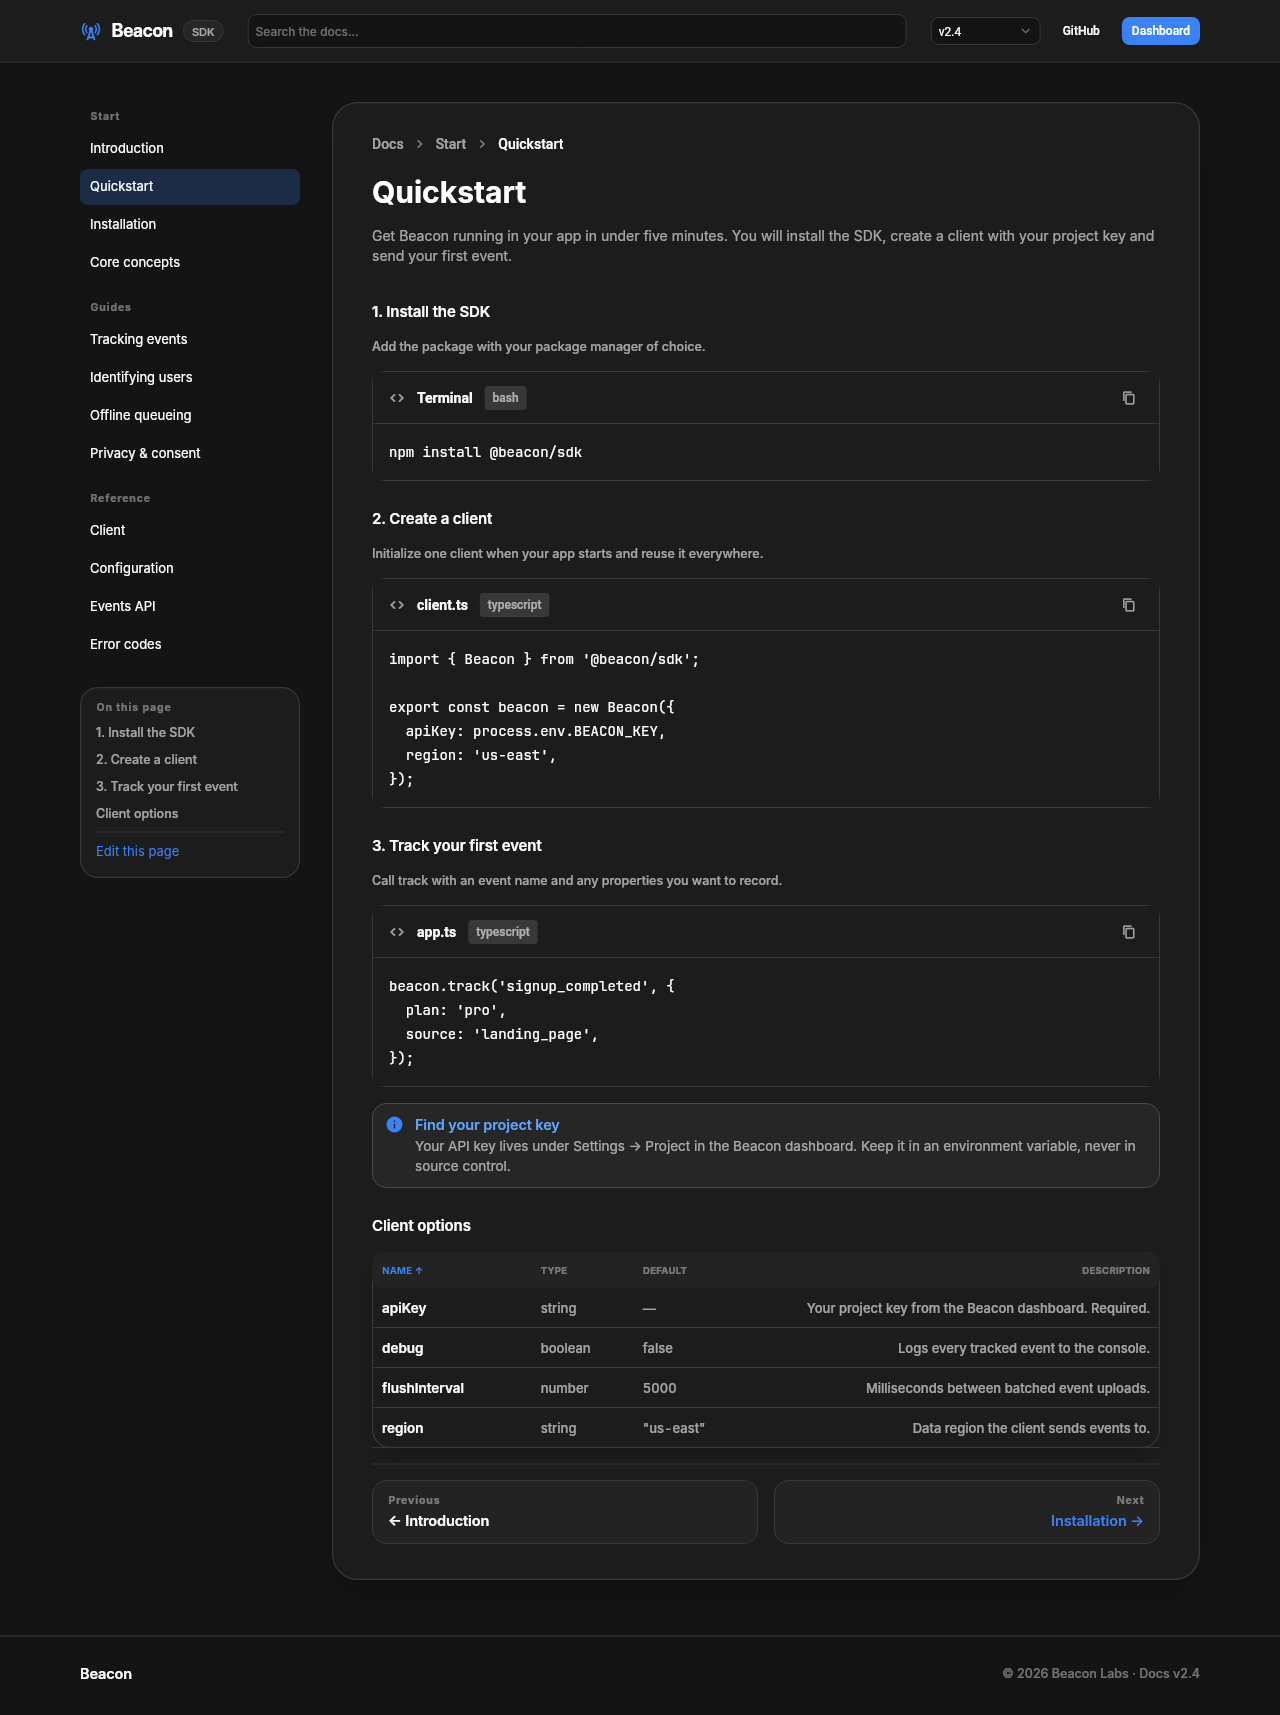 Beacon SDK Search the docs... v2.4 GitHub Dashboard
Start
Introduction
Quickstart
Installation
Core concepts
Guides
Tracking events
Identifying users
Offline queueing
Privacy & consent
Reference
Client
Configuration
Events API
Error codes
On this page
1. Install the SDK
2. Create a client
3. Track your first event
Client options
Edit this page
Docs > Start > Quickstart
Quickstart
Get Beacon running in your app in under five minutes. You will install the SDK, create a client with your project key and
send your first event.
1. Install the SDK
Add the package with your package manager of choice.
Terminal bash
npm install @beacon/sdk
2. Create a client
Initialize one client when your app starts and reuse it everywhere.
client.ts typescript
import { Beacon } from '@beacon/sdk';
export const beacon = new Beacon({
  apiKey: process.env.BEACON_KEY,
  region: 'us-east',
});
3. Track your first event
Call track with an event name and any properties you want to record.
app.ts typescript
beacon.track('signup_completed', {
  plan: 'pro',
  source: 'landing_page',
});
Find your project key
Your API key lives under Settings → Project in the Beacon dashboard. Keep it in an environment variable, never in
source control.
Client options
NAME ↑ TYPE DEFAULT DESCRIPTION
apiKey string — Your project key from the Beacon dashboard. Required.
debug boolean false Logs every tracked event to the console.
flushInterval number 5000 Milliseconds between batched event uploads.
region string "us-east" Data region the client sends events to.
Previous
← Introduction
Next
Installation →
Beacon
© 2026 Beacon Labs · Docs v2.4